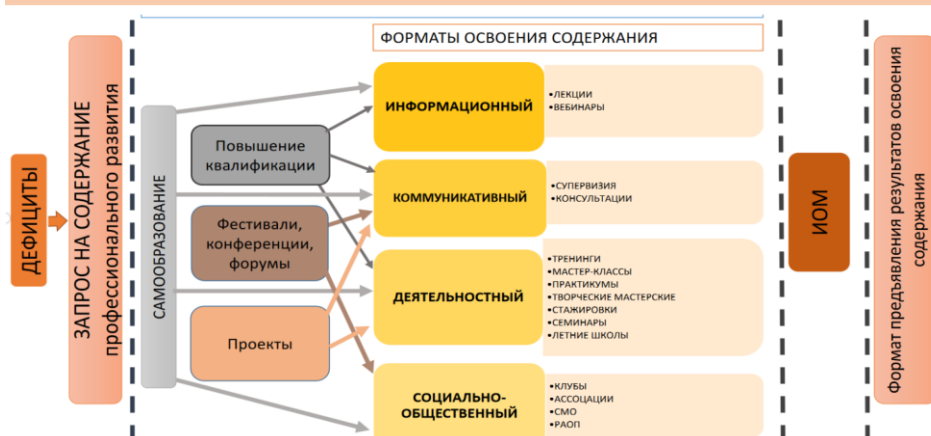 ФОРМАТЫ ОСВОЕНИЯ СОДЕРЖАНИЯ
ДЕФИЦИТЫ
ЗАПРОС НА СОДЕРЖАНИЕ
профессионального развития
САМООБРАЗОВАНИЕ
Повышение
квалификации
Фестивали,
конференции,
форумы
Проекты
ИНФОРМАЦИОННЫЙ
•ЛЕКЦИИ
•ВЕБИНАРЫ
КОММУНИКАТИВНЫЙ
•СУПЕРВИЗИЯ
•КОНСУЛЬТАЦИИ
ДЕЯТЕЛЬНОСТНЫЙ
•ТРЕНИНГИ
•МАСТЕР-КЛАССЫ
•ПРАКТИКУМЫ
•ТВОРЧЕСКИЕ МАСТЕРСКИЕ
•СТАЖИРОВКИ
•СЕМИНАРЫ
•ЛЕТНИЕ ШКОЛЫ
СОЦИАЛЬНО-
ОБЩЕСТВЕННЫЙ
•КЛУБЫ
•АССОЦАЦИИ
•СМО
•РАОП
ИОМ
Формат предъявления результатов освоения
содержания